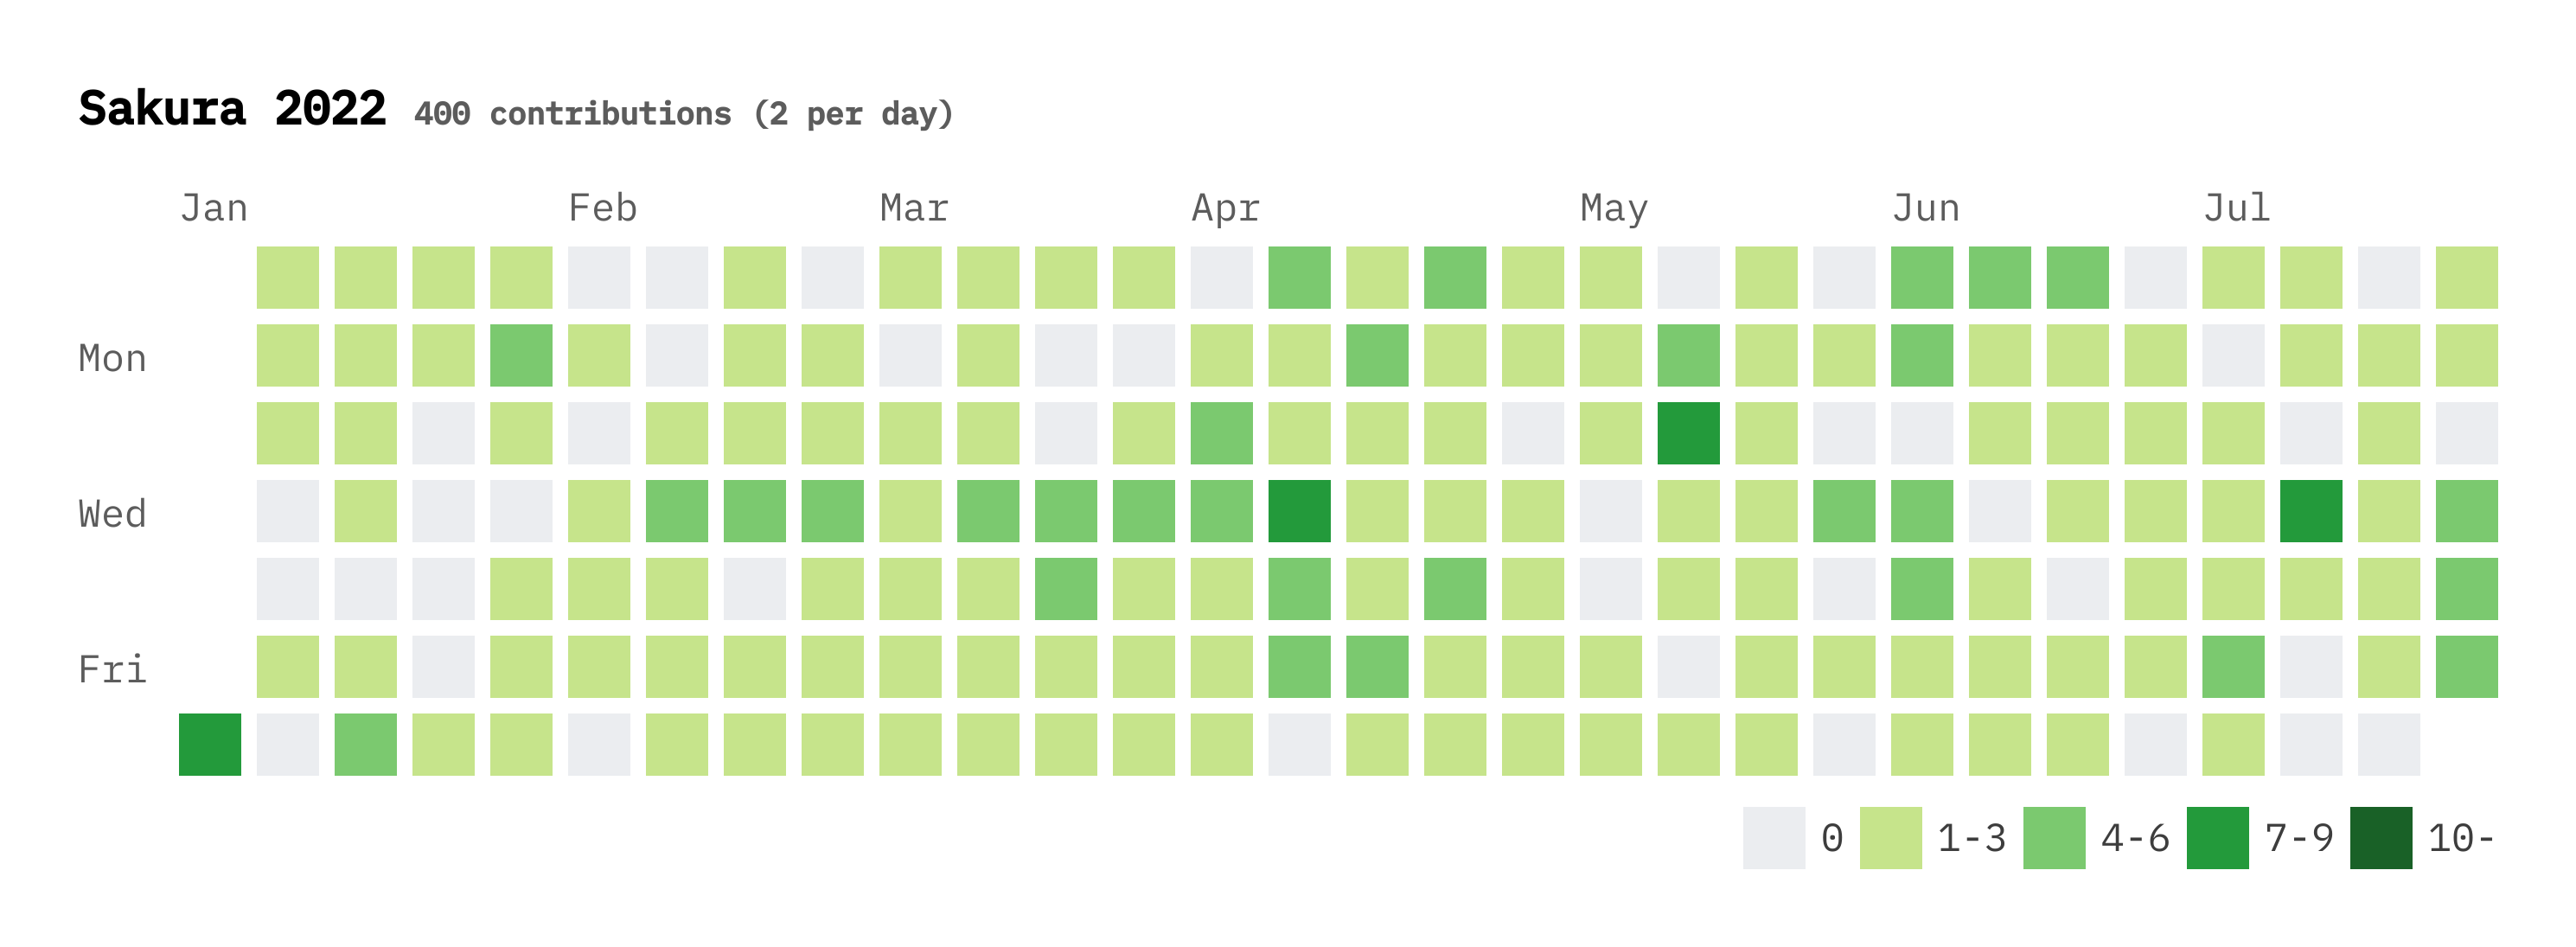 Sakura 2022 400 contributions (2 per day)
Jan Feb Mar Apr May Jun Jul
Mon
Wed
Fri
0 1-3 4-6 7-9 10-